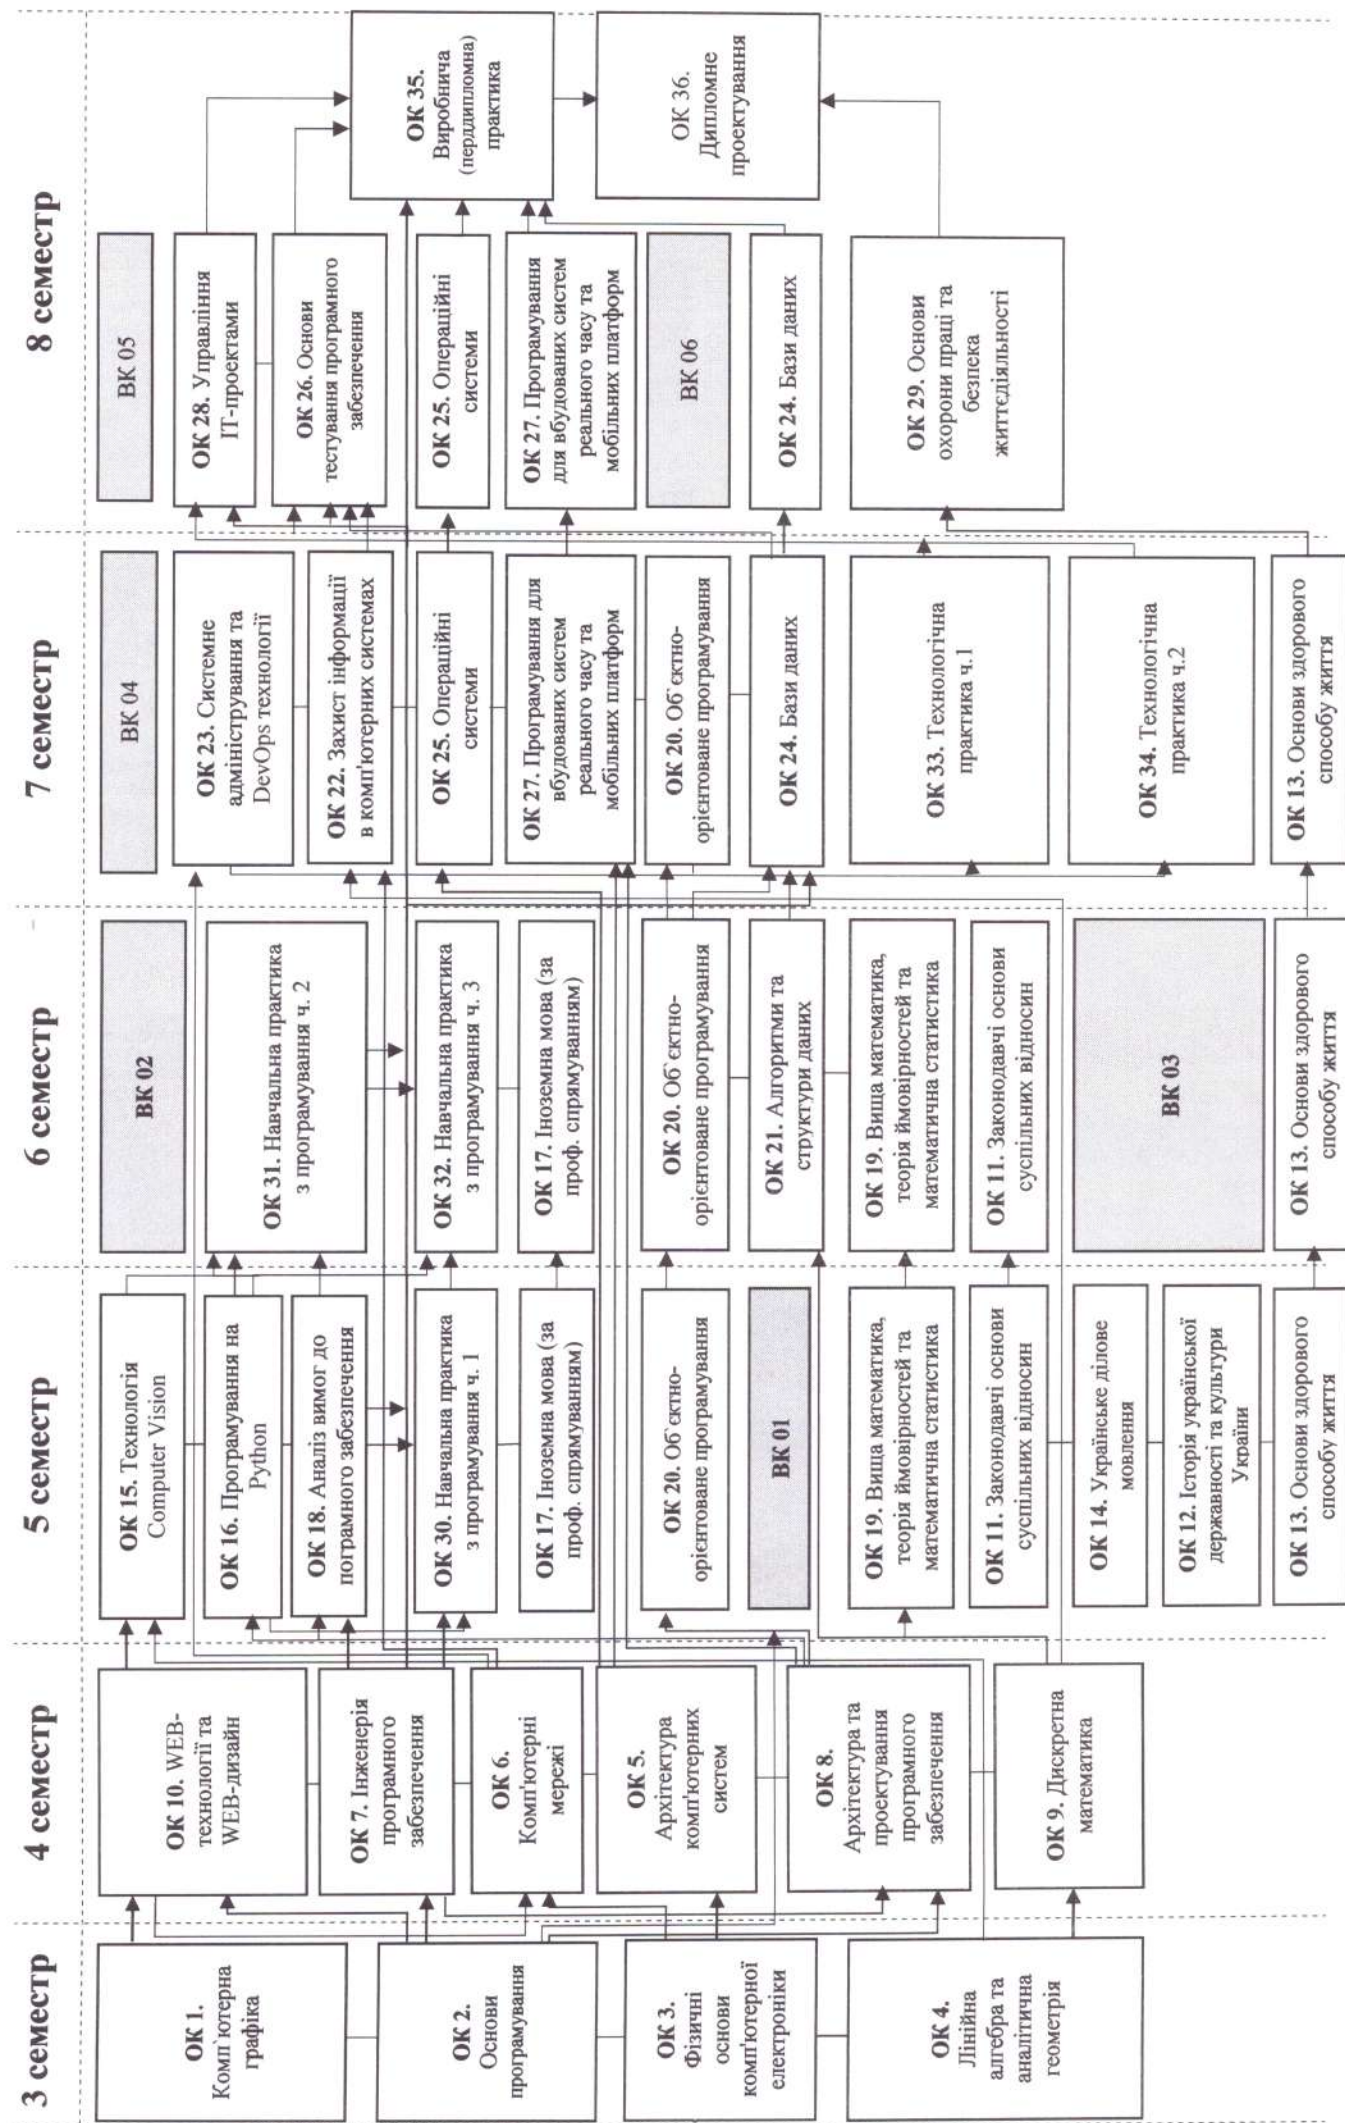 3 семестр
ОК 1.
Комп`ютерна
графіка
ОК 2.
Основи
програмування
ОК 3.
Фізичні
основи
комп'ютерної
електроніки
ОК 4.
Лінійна
алгебра та
аналітична
геометрія
4 семестр
ОК 10. WEB-
технології та
WEB-дизайн
ОК 7. Інженерія
програмного
забезпечення
ОК 6.
Комп'ютерні
мережі
ОК 5.
Архітектура
комп'ютерних
систем
ОК 8.
Архітектура та
проектування
програмного
забезпечення
ОК 9. Дискретна
математика
5 семестр
ОК 15. Технологія
Computer Vision
ОК 16. Програмування на
Python
ОК 18. Аналіз вимог до
пограмного забезпечення
ОК 30. Навчальна практика
з програмування ч. 1
ОК 17. Іноземна мова (за
проф. спрямуванням)
ОК 20. Об`єктно-
орієнтоване програмування
ВК 01
ОК 19. Вища математика,
теорія ймовірностей та
математична статистика
ОК 11. Законодавчі основи
суспільних відносин
ОК 14. Українське ділове
мовлення
ОК 12. Історія української
державності та культури
України
ОК 13. Основи здорового
способу життя
6 семестр
ВК 02
ОК 31. Навчальна практика
з програмування ч. 2
ОК 32. Навчальна практика
з програмування ч. 3
ОК 17. Іноземна мова (за
проф. спрямуванням)
ОК 20. Об`єктно-
орієнтоване програмування
ОК 21. Алгоритми та
структури даних
ОК 19. Вища математика,
теорія ймовірностей та
математична статистика
ОК 11. Законодавчі основи
суспільних відносин
ВК 03
ОК 13. Основи здорового
способу життя
7 семестр
ВК 04
ОК 23. Системне
адміністрування та
DevOps технології
ОК 22. Захист інформації
в комп'ютерних системах
ОК 25. Операційні
системи
ОК 27. Програмування для
вбудованих систем
реального часу та
мобільних платформ
ОК 20. Об`єктно-
орієнтоване програмування
ОК 24. Бази даних
ОК 33. Технологічна
практика ч.1
ОК 34. Технологічна
практика ч.2
ОК 13. Основи здорового
способу життя
8 семестр
ВК 05
ОК 28. Управління
ІТ-проектами
ОК 26. Основи
тестування програмного
забезпечення
ОК 25. Операційні
системи
ОК 27. Програмування
для вбудованих систем
реального часу та
мобільних платформ
ВК 06
ОК 24. Бази даних
ОК 29. Основи
охорони праці та
безпека
життєдіяльності
ОК 35.
Виробнича
(перддипломна)
практика
ОК 36.
Дипломне
проектування